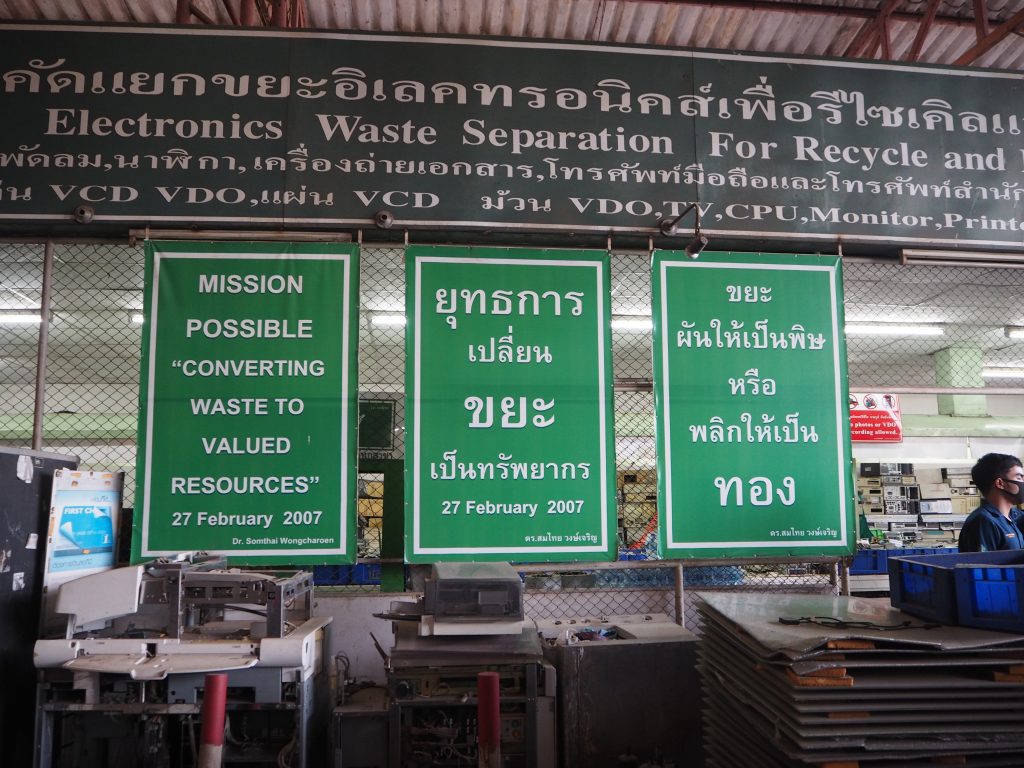 คัดแยกขยะอิเลคทรอนิคส์เพื่อรีไซเคิล
Electronics Waste Separation For Recycle and
พัดลม,นาฬิกา,เครื่องถ่ายเอกสาร,โทรศัพท์มือถือและโทรศัพท์สำนัก
VCD VDO,แผ่น VCD ม้วน VDO,TV,CPU,Monitor,Printe
MISSION
POSSIBLE
“CONVERTING
WASTE TO
VALUED
RESOURCES”
27 February 2007
Dr. Somthai Wongcharoen
ยุทธการ
เปลี่ยน
ขยะ
เป็นทรัพยากร
27 February 2007
ดร.สมไทย วงษ์เจริญ
ขยะ
ผันให้เป็นพิษ
หรือ
พลิกให้เป็น
ทอง
ดร.สมไทย วงษ์เจริญ
photos or VDO
recording allowed.
FIRST